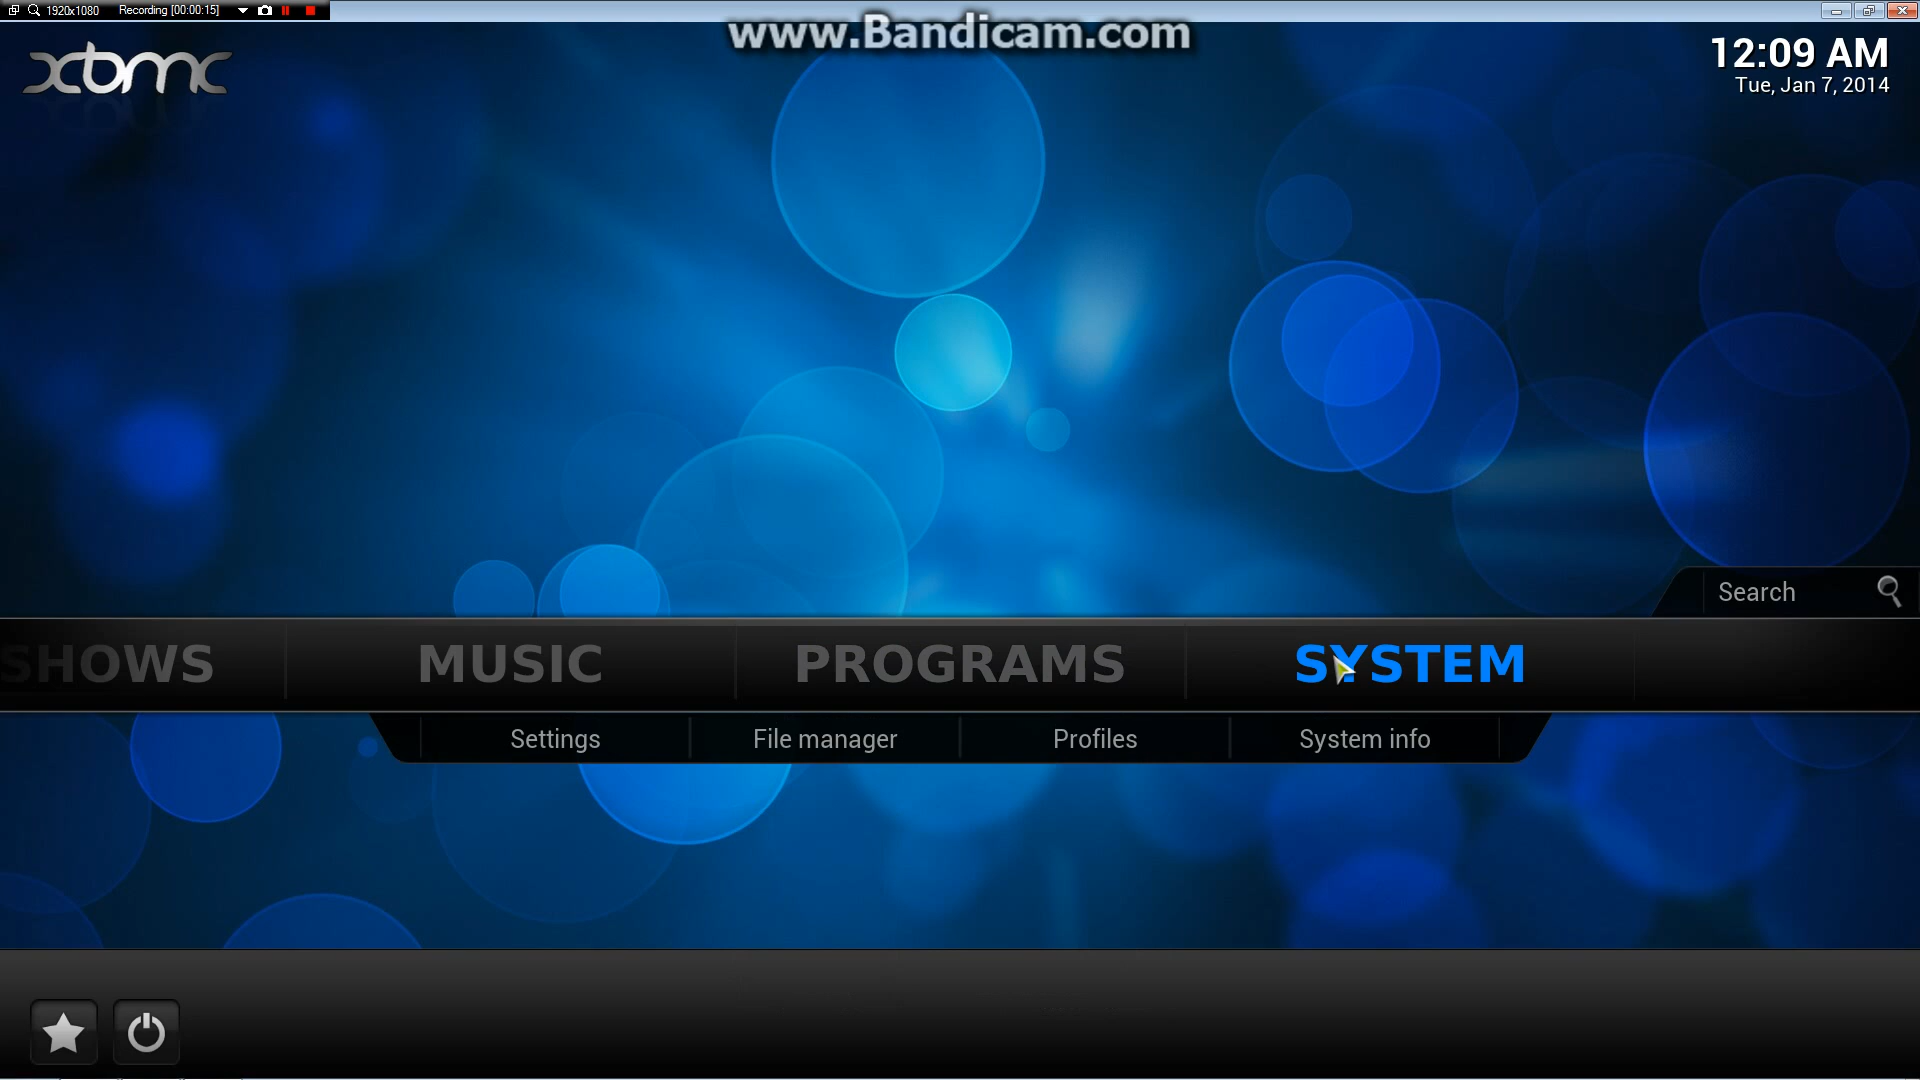 1920x1080 Recording [00:00:15]
www.Bandicam.com
xbmc
12:09 AM
Tue, Jan 7, 2014
Search
SHOWS MUSIC PROGRAMS SYSTEM
Settings File manager Profiles System info